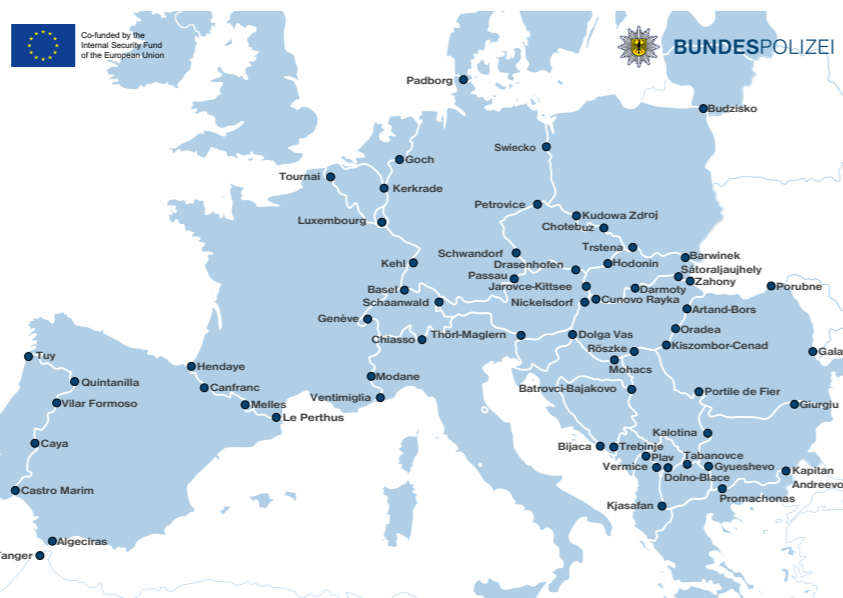 Co-funded by the
Internal Security Fund
of the European Union
BUNDESPOLIZEI
Padborg
Budzisko
Swiecko
Goch
Tournai
Kerkrade
Petrovice
Kudowa Zdroj
Luxembourg
Chotebuz
Trstena
Schwandorf
Barwinek
Kehl
Drasenhofen
Hodonin
Sátoraljaujhely
Passau
Zahony
Basel
Jarovce-Kittsee
Darmoty
Porubne
Schaanwald
Nickelsdorf
Cunovo Rayka
Artand-Bors
Genève
Oradea
Chiasso
Thörl-Maglern
Dolga Vas
Röszke
Kiszombor-Cenad
Gala
Tuy
Hendaye
Mohacs
Quintanilla
Canfranc
Modane
Batrovci-Bajakovo
Portile de Fier
Vilar Formoso
Melles
Ventimiglia
Giurgiu
Le Perthus
Caya
Kalotina
Bijaca
Trebinje
Plav
Tabanovce
Vermice
Gyueshevo
Kapitan
Andreevo
Dolno-Blace
Castro Marim
Promachonas
Kjasafan
Algeciras
anger